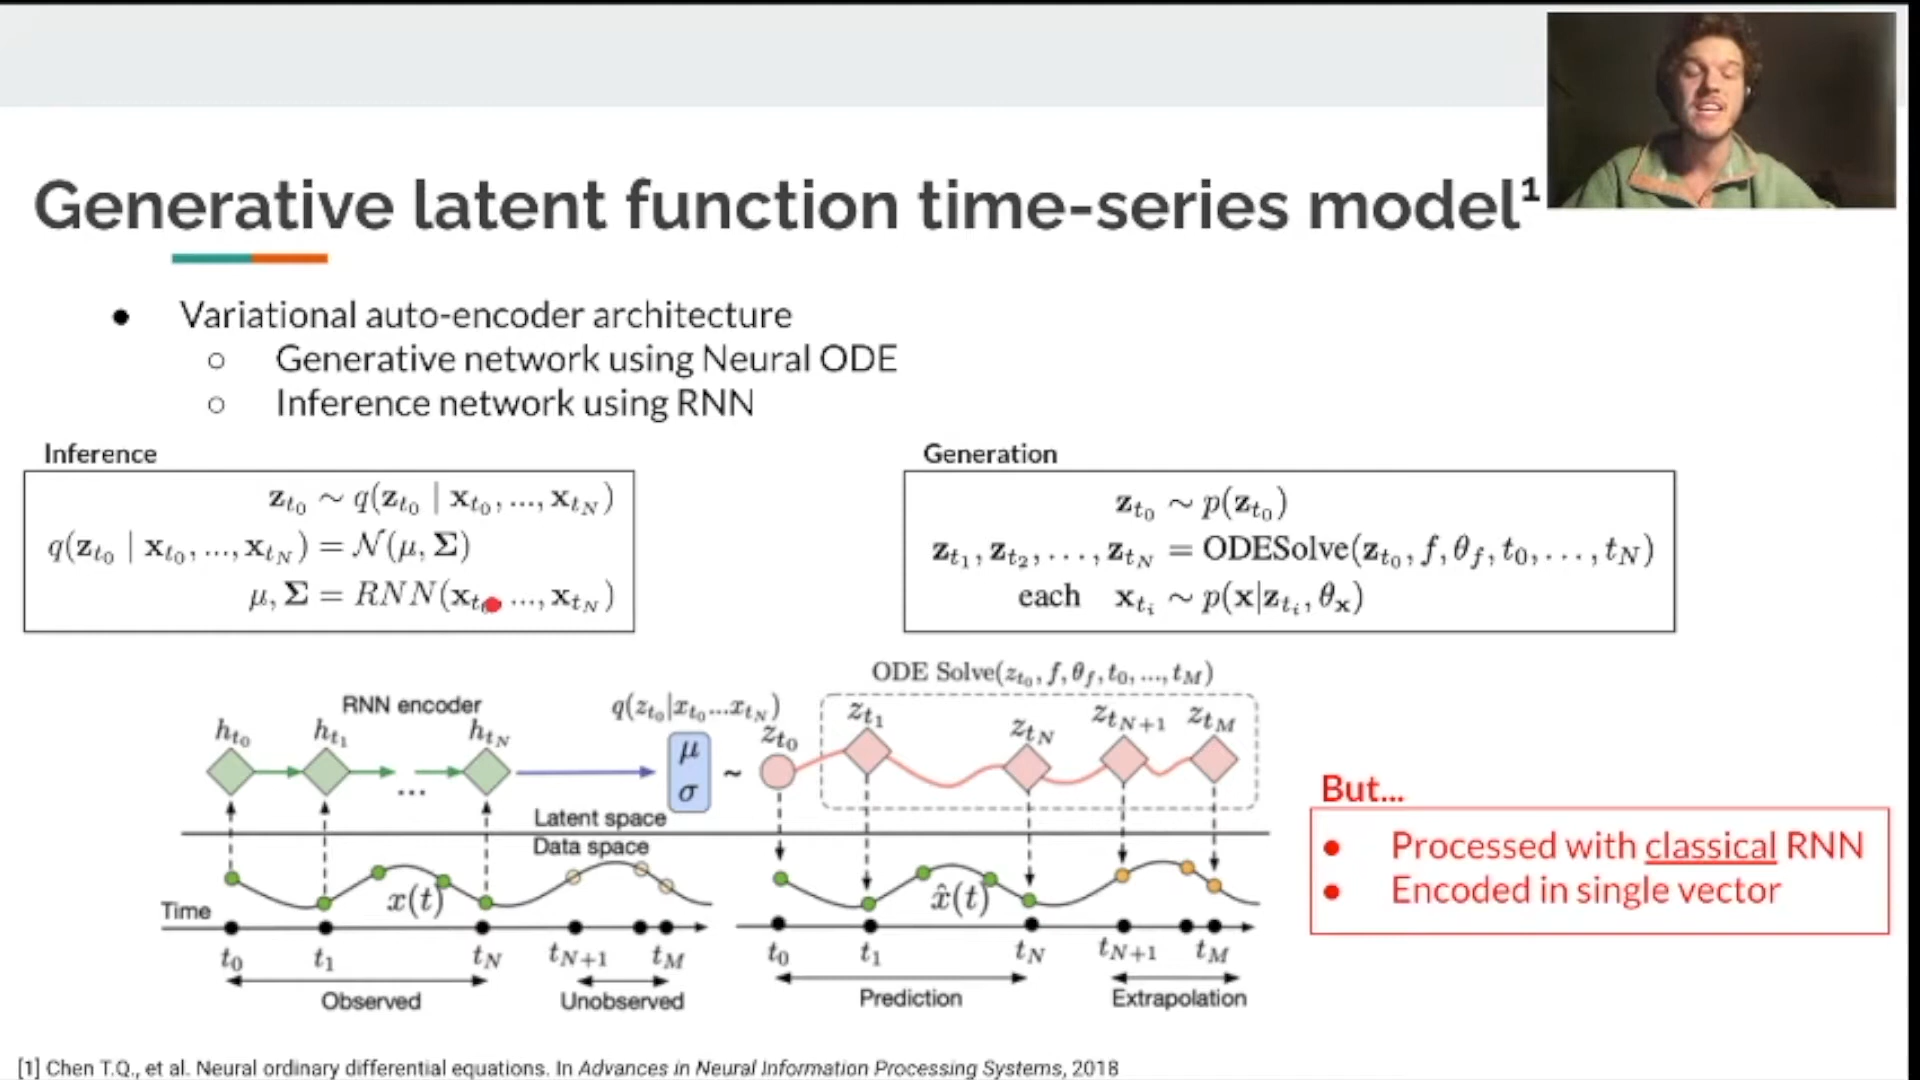 Generative latent function time-series model¹
● Variational auto-encoder architecture
○ Generative network using Neural ODE
○ Inference network using RNN
Inference
z_{t_0} ∼ q(z_{t_0} | x_{t_0}, ..., x_{t_N})
q(z_{t_0} | x_{t_0}, ..., x_{t_N}) = N(μ, Σ)
μ, Σ = RNN(x_t ..., x_{t_N})
Generation
z_{t_0} ∼ p(z_{t_0})
z_{t_1}, z_{t_2}, . . . , z_{t_N} = ODESolve(z_{t_0}, f, θ_f, t_0, . . . , t_N)
each x_{t_i} ∼ p(x|z_{t_i}, θ_x)
RNN encoder
h_{t_0} h_{t_1} h_{t_N}
...
q(z_{t_0}|x_{t_0}...x_{t_N})
μ
σ
~
ODE Solve(z_{t_0}, f, θ_f, t_0, ..., t_M)
z_{t_0} z_{t_1} z_{t_N} z_{t_{N+1}} z_{t_M}
Latent space
Data space
x(t)
x̂(t)
Time
t_0 t_1 t_N t_{N+1} t_M
Observed
Unobserved
t_0 t_1 t_N t_{N+1} t_M
Prediction
Extrapolation
But...
● Processed with classical RNN
● Encoded in single vector
[1] Chen T.Q., et al. Neural ordinary differential equations. In Advances in Neural Information Processing Systems, 2018